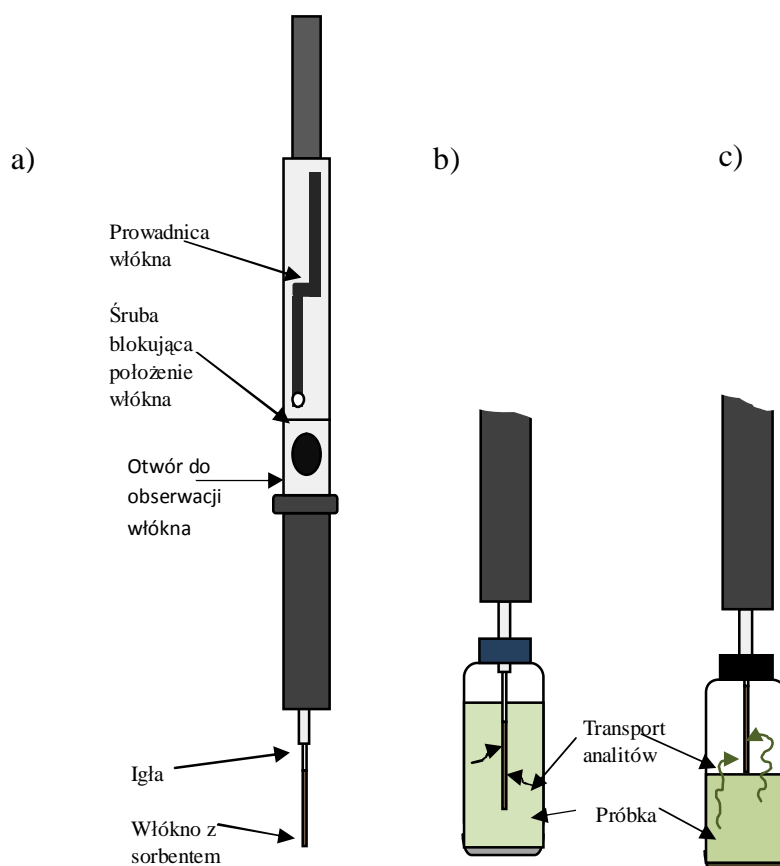 a)
b)
c)
Prowadnica
włókna
Śruba
blokująca
położenie
włókna
Otwór do
obserwacji
włókna
Igła
Włókno z
sorbentem
Transport
analitów
Próbka